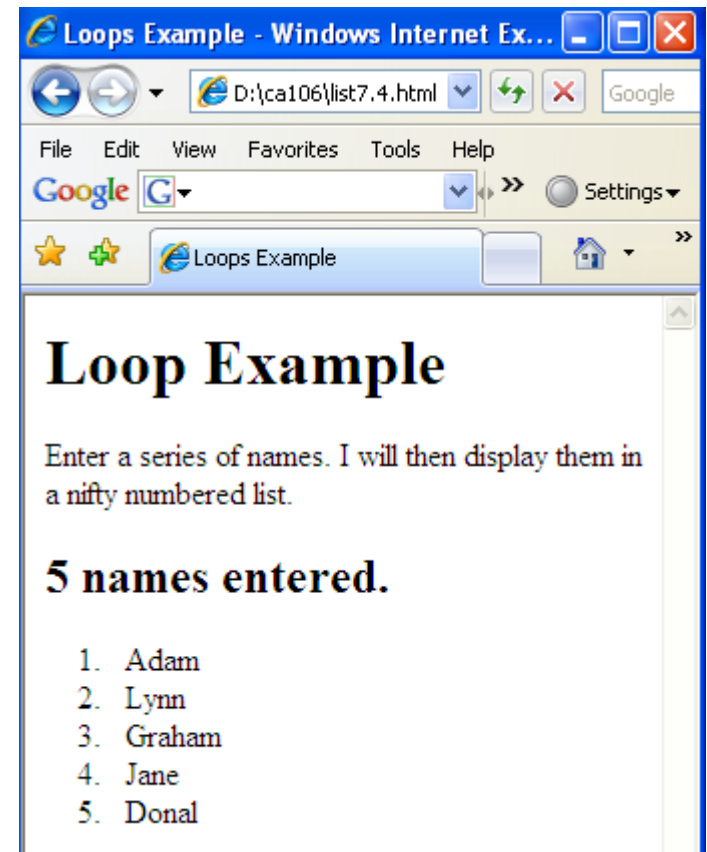 Loops Example - Windows Internet Ex...
D:\ca106\list7.4.html Google
File Edit View Favorites Tools Help
Google G Settings
Loops Example
Loop Example
Enter a series of names. I will then display them in
a nifty numbered list.
5 names entered.
1. Adam
2. Lynn
3. Graham
4. Jane
5. Donal